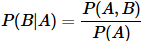 P(B|A) = P(A, B) / P(A)